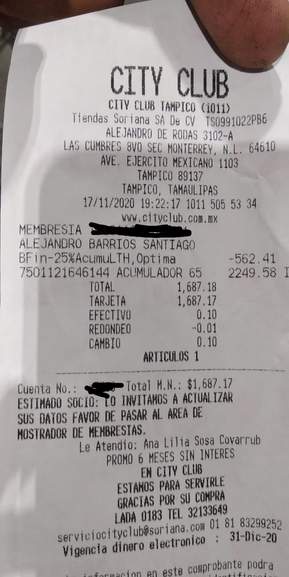 CITY CLUB
CITY CLUB TAMPICO (1011)
Tiendas Soriana SA De CV TSO991022PB6
ALEJANDRO DE RODAS 3102-A
LAS CUMBRES 8VO SEC MONTERREY, N.L. 64610
AVE. EJERCITO MEXICANO 1103
TAMPICO 89137
TAMPICO, TAMAULIPAS
17/11/2020 19:22:17 1011 505 53 34
www.cityclub.com.mx
MEMBRESIA
ALEJANDRO BARRIOS SANTIAGO
BFin-25%AcumuLTH,Optima -562.41
7501121646144 ACUMULADOR 65 2249.58 I
TOTAL 1,687.18
TARJETA 1,687.17
EFECTIVO 0.10
REDONDEO -0.01
CAMBIO 0.10
ARTICULOS 1
Cuenta No.: Total M.N.: $1,687.17
ESTIMADO SOCIO: LO INVITAMOS A ACTUALIZAR
SUS DATOS FAVOR DE PASAR AL AREA DE
MOSTRADOR DE MEMBRESIAS.
Le Atendio: Ana Lilia Sosa Covarrub
PROMO 6 MESES SIN INTERES
EN CITY CLUB
ESTAMOS PARA SERVIRLE
GRACIAS POR SU COMPRA
LADA 0183 TEL 32133649
serviciocityclub@soriana.com 01 81 83299252
Vigencia dinero electronico : 31-Dic-20
en este comprobante podra